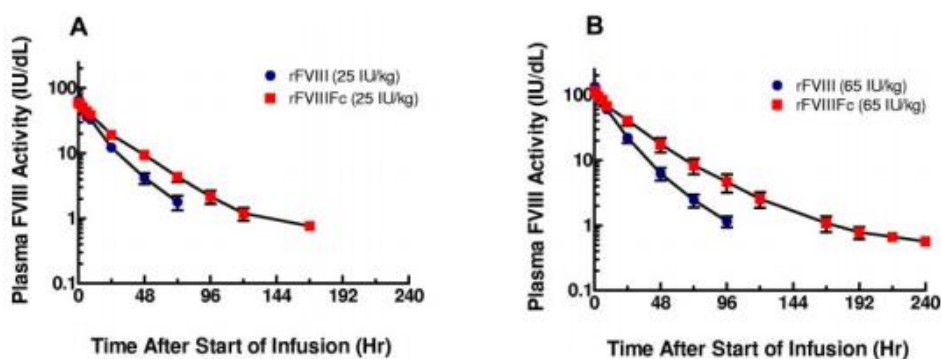 A
Plasma FVIII Activity (IU/dL)
100
10
1
0.1
rFVIII (25 IU/kg)
rFVIIIFc (25 IU/kg)
0 48 96 144 192 240
Time After Start of Infusion (Hr)
B
Plasma FVIII Activity (IU/dL)
100
10
1
0.1
rFVIII (65 IU/kg)
rFVIIIFc (65 IU/kg)
0 48 96 144 192 240
Time After Start of Infusion (Hr)